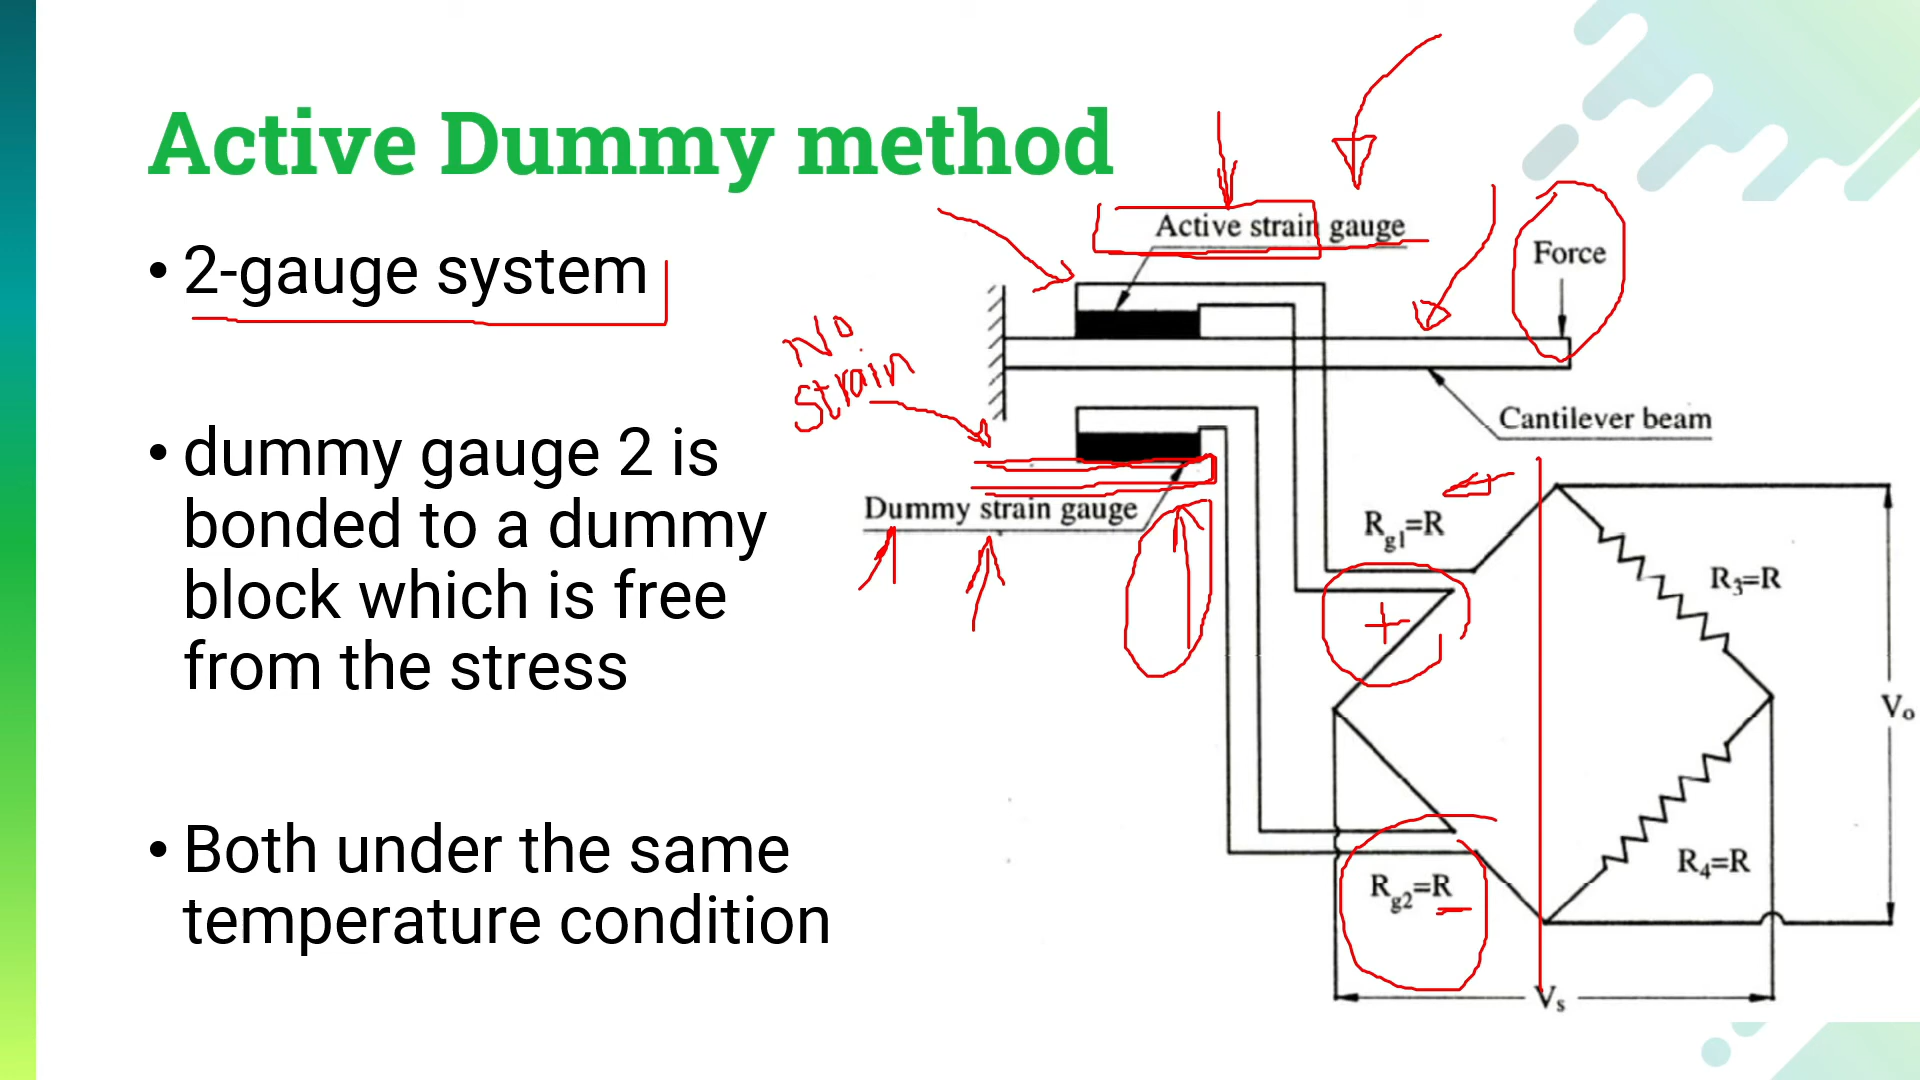 Active Dummy method
• 2-gauge system
• dummy gauge 2 is
bonded to a dummy
block which is free
from the stress
• Both under the same
temperature condition
Active strain gauge
Force
No
Strain
Cantilever beam
Dummy strain gauge
Rg1=R
R3=R
+
Vo
R4=R
Rg2=R
Vs